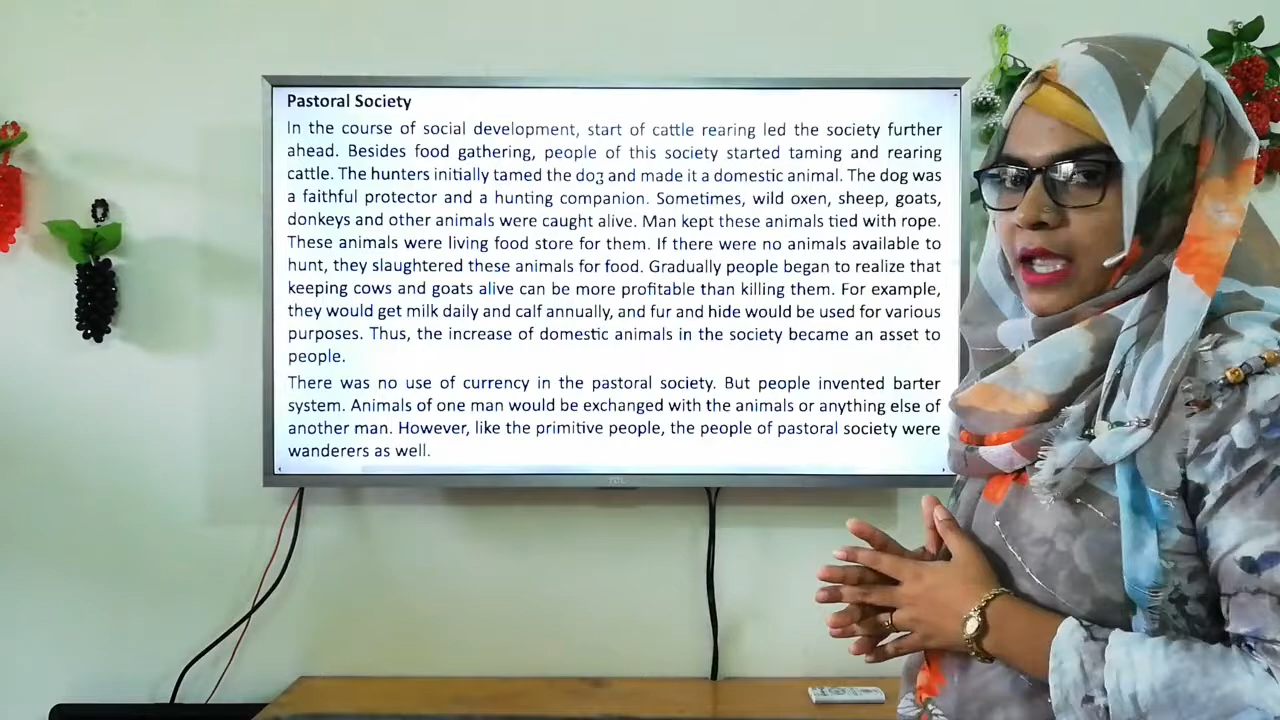 Pastoral Society
In the course of social development, start of cattle rearing led the society further
ahead. Besides food gathering, people of this society started taming and rearing
cattle. The hunters initially tamed the dog and made it a domestic animal. The dog was
a faithful protector and a hunting companion. Sometimes, wild oxen, sheep, goats,
donkeys and other animals were caught alive. Man kept these animals tied with rope.
These animals were living food store for them. If there were no animals available to
hunt, they slaughtered these animals for food. Gradually people began to realize that
keeping cows and goats alive can be more profitable than killing them. For example,
they would get milk daily and calf annually, and fur and hide would be used for various
purposes. Thus, the increase of domestic animals in the society became an asset to
people.
There was no use of currency in the pastoral society. But people invented barter
system. Animals of one man would be exchanged with the animals or anything else of
another man. However, like the primitive people, the people of pastoral society were
wanderers as well.
TCL